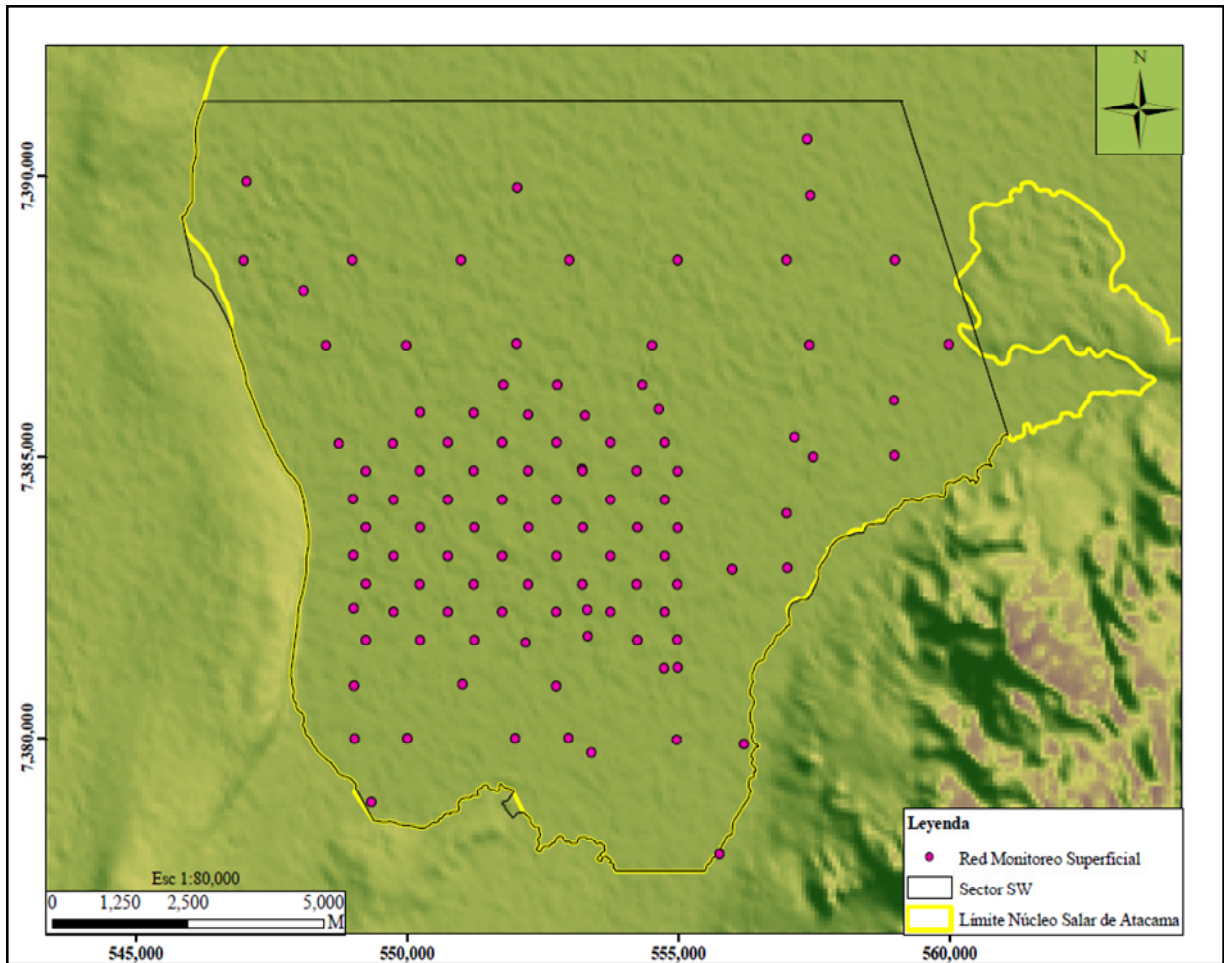 N
7,390,000
7,385,000
7,380,000
Leyenda
Red Monitoreo Superficial
Sector SW
Límite Núcleo Salar de Atacama
Esc 1:80,000
0 1,250 2,500 5,000
M
545,000 550,000 555,000 560,000